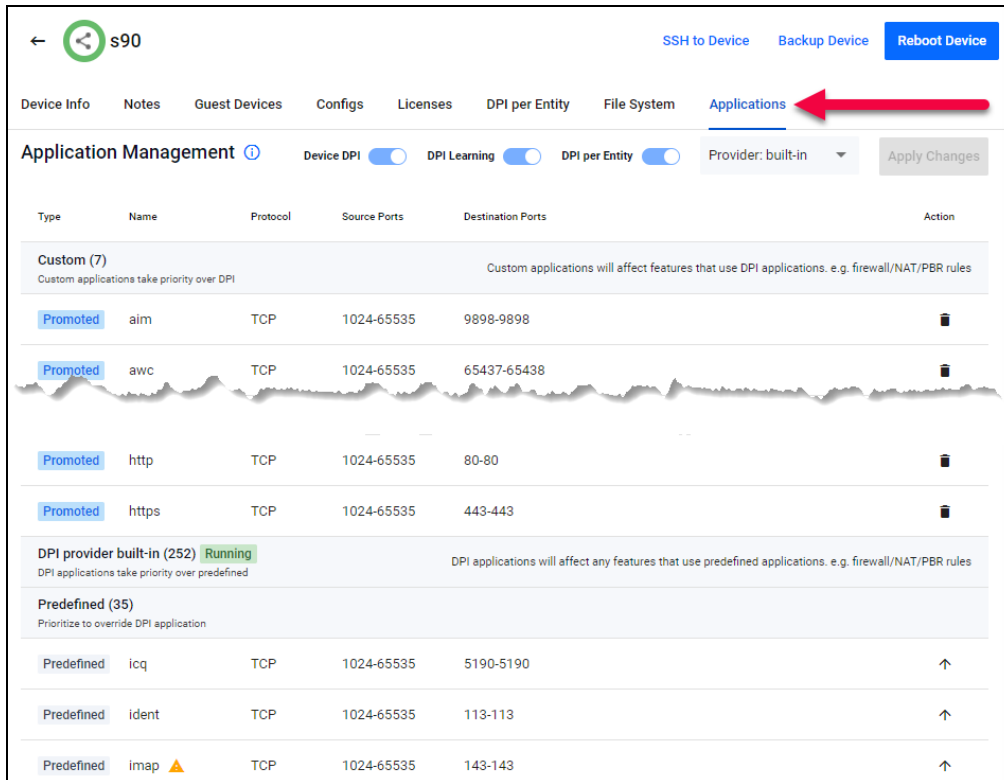 s90
SSH to Device Backup Device Reboot Device
Device Info Notes Guest Devices Configs Licenses DPI per Entity File System Applications
Application Management Device DPI DPI Learning DPI per Entity Provider: built-in Apply Changes
Type Name Protocol Source Ports Destination Ports Action
Custom (7)
Custom applications take priority over DPI
Custom applications will affect features that use DPI applications. e.g. firewall/NAT/PBR rules
Promoted aim TCP 1024-65535 9898-9898
Promoted awc TCP 1024-65535 65437-65438
Promoted http TCP 1024-65535 80-80
Promoted https TCP 1024-65535 443-443
DPI provider built-in (252) Running
DPI applications take priority over predefined
DPI applications will affect any features that use predefined applications. e.g. firewall/NAT/PBR rules
Predefined (35)
Prioritize to override DPI application
Predefined icq TCP 1024-65535 5190-5190
Predefined ident TCP 1024-65535 113-113
Predefined imap TCP 1024-65535 143-143